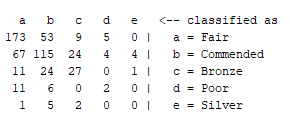 a b c d e <-- classified as
173 53 9 5 0 | a = Fair
67 115 24 4 4 | b = Commended
11 24 27 0 1 | c = Bronze
11 6 0 2 0 | d = Poor
1 5 2 0 0 | e = Silver